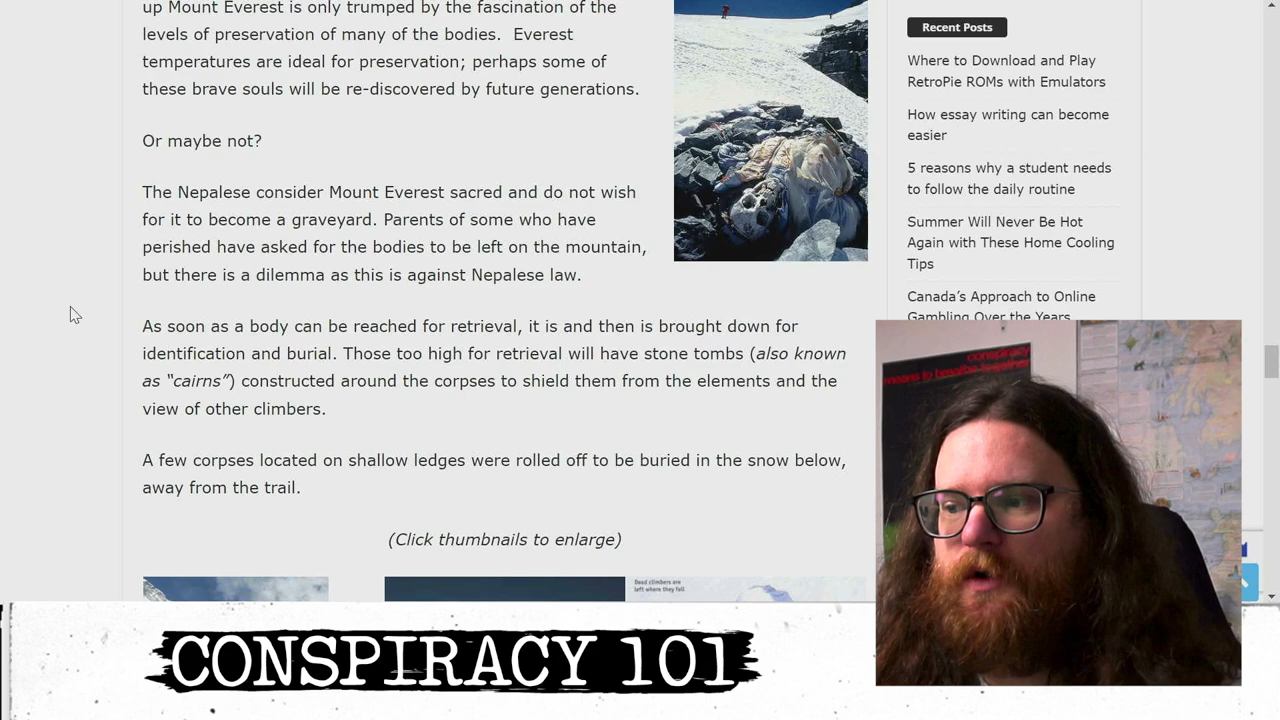 up Mount Everest is only trumped by the fascination of the
levels of preservation of many of the bodies.  Everest
temperatures are ideal for preservation; perhaps some of
these brave souls will be re-discovered by future generations.
Or maybe not?
The Nepalese consider Mount Everest sacred and do not wish
for it to become a graveyard. Parents of some who have
perished have asked for the bodies to be left on the mountain,
but there is a dilemma as this is against Nepalese law.
As soon as a body can be reached for retrieval, it is and then is brought down for
identification and burial. Those too high for retrieval will have stone tombs (also known
as “cairns”) constructed around the corpses to shield them from the elements and the
view of other climbers.
A few corpses located on shallow ledges were rolled off to be buried in the snow below,
away from the trail.
(Click thumbnails to enlarge)
Dead climbers are
left where they fall
Recent Posts
Where to Download and Play
RetroPie ROMs with Emulators
How essay writing can become
easier
5 reasons why a student needs
to follow the daily routine
Summer Will Never Be Hot
Again with These Home Cooling
Tips
Canada’s Approach to Online
Gambling Over the Years
conspiracy
means to breathe together
CONSPIRACY 101